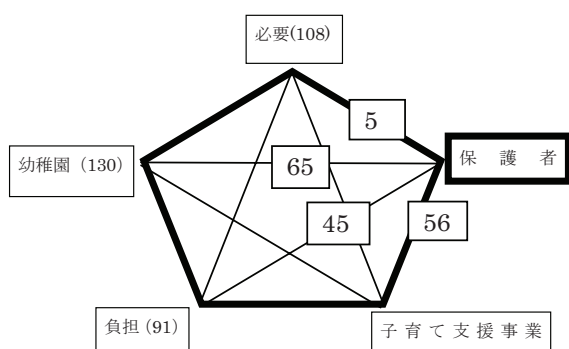 必要(108)
5
幼稚園 (130)
65
保 護 者
45
56
負担 (91)
子育て支援事業